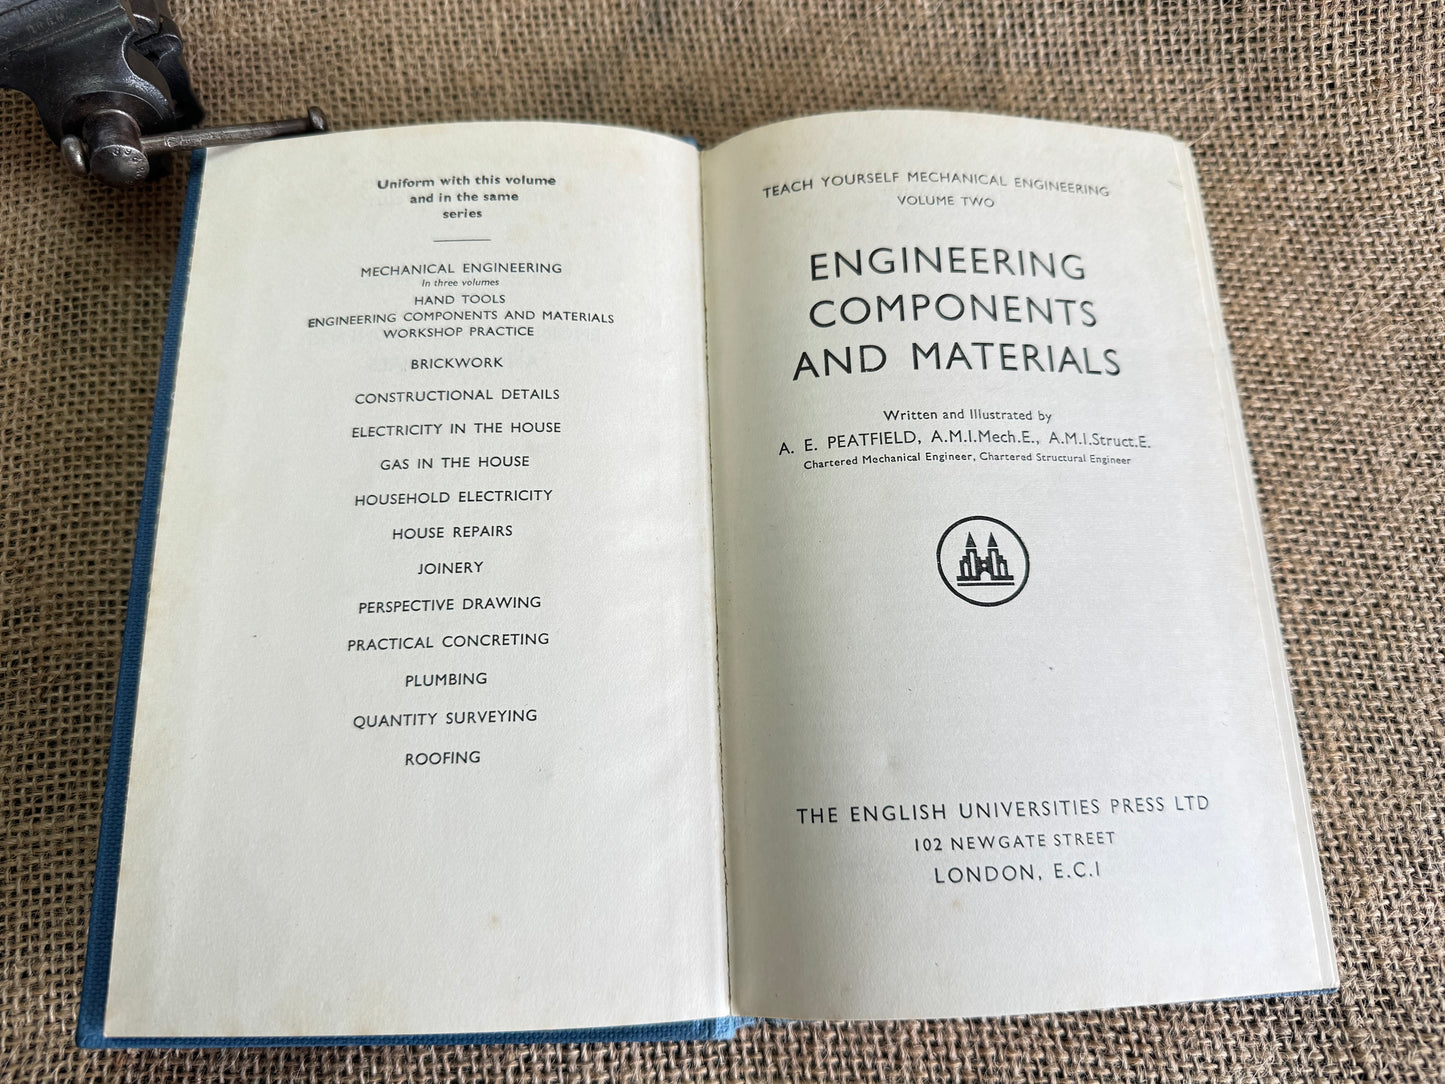 Uniform with this volume
and in the same
series
MECHANICAL ENGINEERING
In three volumes
HAND TOOLS
ENGINEERING COMPONENTS AND MATERIALS
WORKSHOP PRACTICE
BRICKWORK
CONSTRUCTIONAL DETAILS
ELECTRICITY IN THE HOUSE
GAS IN THE HOUSE
HOUSEHOLD ELECTRICITY
HOUSE REPAIRS
JOINERY
PERSPECTIVE DRAWING
PRACTICAL CONCRETING
PLUMBING
QUANTITY SURVEYING
ROOFING
TEACH YOURSELF MECHANICAL ENGINEERING
VOLUME TWO
ENGINEERING
COMPONENTS
AND MATERIALS
Written and Illustrated by
A. E. PEATFIELD, A.M.I.Mech.E., A.M.I.Struct.E.
Chartered Mechanical Engineer, Chartered Structural Engineer
THE ENGLISH UNIVERSITIES PRESS LTD
102 NEWGATE STREET
LONDON, E.C.1